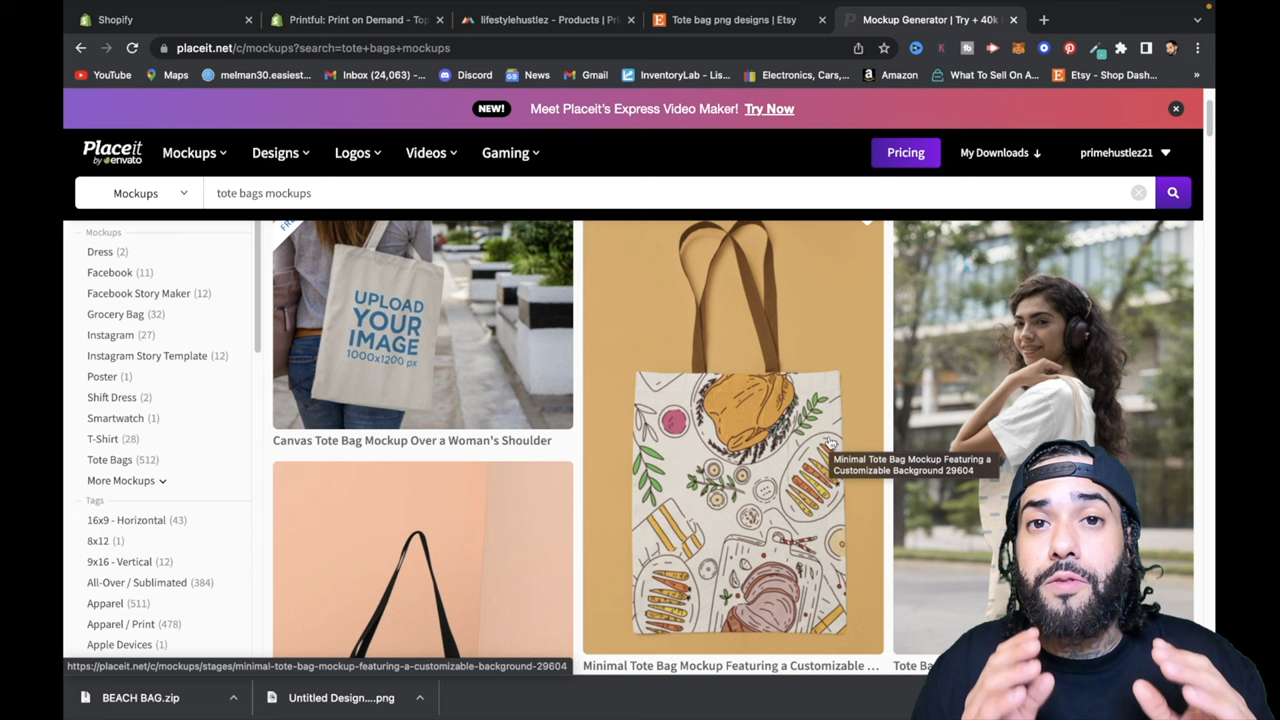 Shopify
Printful: Print on Demand - Top
lifestylehustlez - Products | Pri
Tote bag png designs | Etsy
Mockup Generator | Try + 40k
placeit.net/c/mockups?search=tote+bags+mockups
YouTube
Maps
melman30.easiest...
Inbox (24,063) -...
Discord
News
Gmail
InventoryLab - Lis...
Electronics, Cars,...
Amazon
What To Sell On A...
Etsy - Shop Dash...
NEW! Meet Placeit's Express Video Maker! Try Now
Placeit
by envato
Mockups
Designs
Logos
Videos
Gaming
Pricing
My Downloads
primehustlez21
Mockups
tote bags mockups
Mockups
Dress (2)
Facebook (11)
Facebook Story Maker (12)
Grocery Bag (32)
Instagram (27)
Instagram Story Template (12)
Poster (1)
Shift Dress (2)
Smartwatch (1)
T-Shirt (28)
Tote Bags (512)
More Mockups
Tags
16x9 - Horizontal (43)
8x12 (1)
9x16 - Vertical (12)
All-Over / Sublimated (384)
Apparel (511)
Apparel / Print (478)
Apple Devices (1)
UPLOAD
YOUR
IMAGE
1000x1200 px
Canvas Tote Bag Mockup Over a Woman's Shoulder
Minimal Tote Bag Mockup Featuring a
Customizable Background 29604
Minimal Tote Bag Mockup Featuring a Customizable ...
Tote Ba
https://placeit.net/c/mockups/stages/minimal-tote-bag-mockup-featuring-a-customizable-background-29604
BEACH BAG.zip
Untitled Design....png